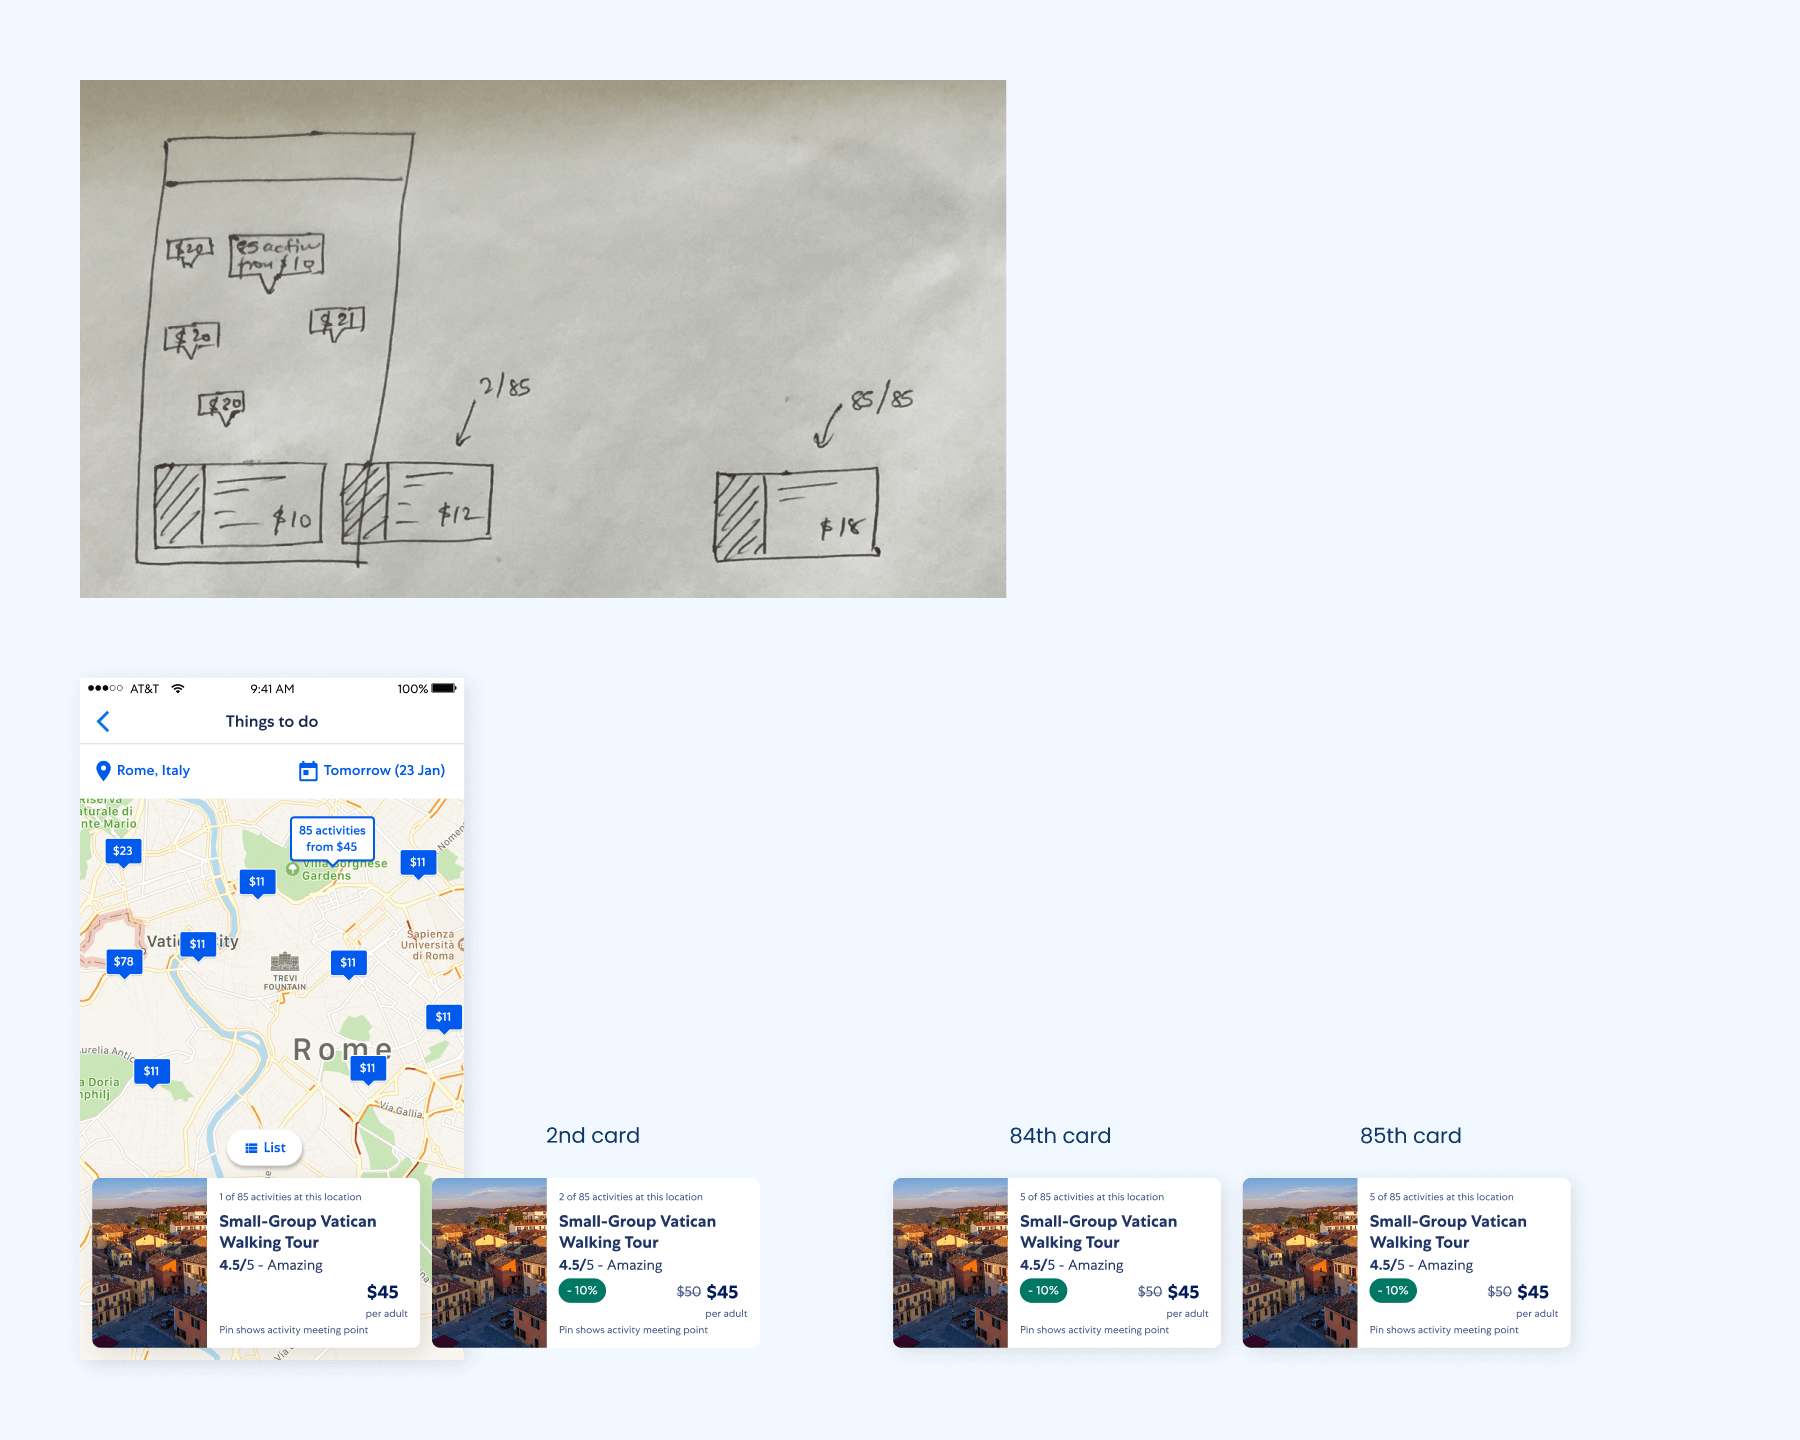 $20
85 activ
from $10
$20
$21
$20
2/85
85/85
$10
$12
$18
AT&T
9:41 AM
100%
Things to do
Rome, Italy
Tomorrow (23 Jan)
Riserva
aturale di
nte Mario
85 activities
from $45
Nomen
$23
$11
Villa Borghese
Gardens
$11
Vatican City
$11
$78
Sapienza
Università
di Roma
$11
TREVI
FOUNTAIN
$11
Rome
Aurelia Antic
$11
$11
a Doria
mphilj
Via Gallia
List
Via
2nd card
84th card
85th card
1 of 85 activities at this location
Small-Group Vatican
Walking Tour
4.5/5 - Amazing
$45
per adult
Pin shows activity meeting point
2 of 85 activities at this location
Small-Group Vatican
Walking Tour
4.5/5 - Amazing
- 10% $50 $45
per adult
Pin shows activity meeting point
5 of 85 activities at this location
Small-Group Vatican
Walking Tour
4.5/5 - Amazing
- 10% $50 $45
per adult
Pin shows activity meeting point
5 of 85 activities at this location
Small-Group Vatican
Walking Tour
4.5/5 - Amazing
- 10% $50 $45
per adult
Pin shows activity meeting point